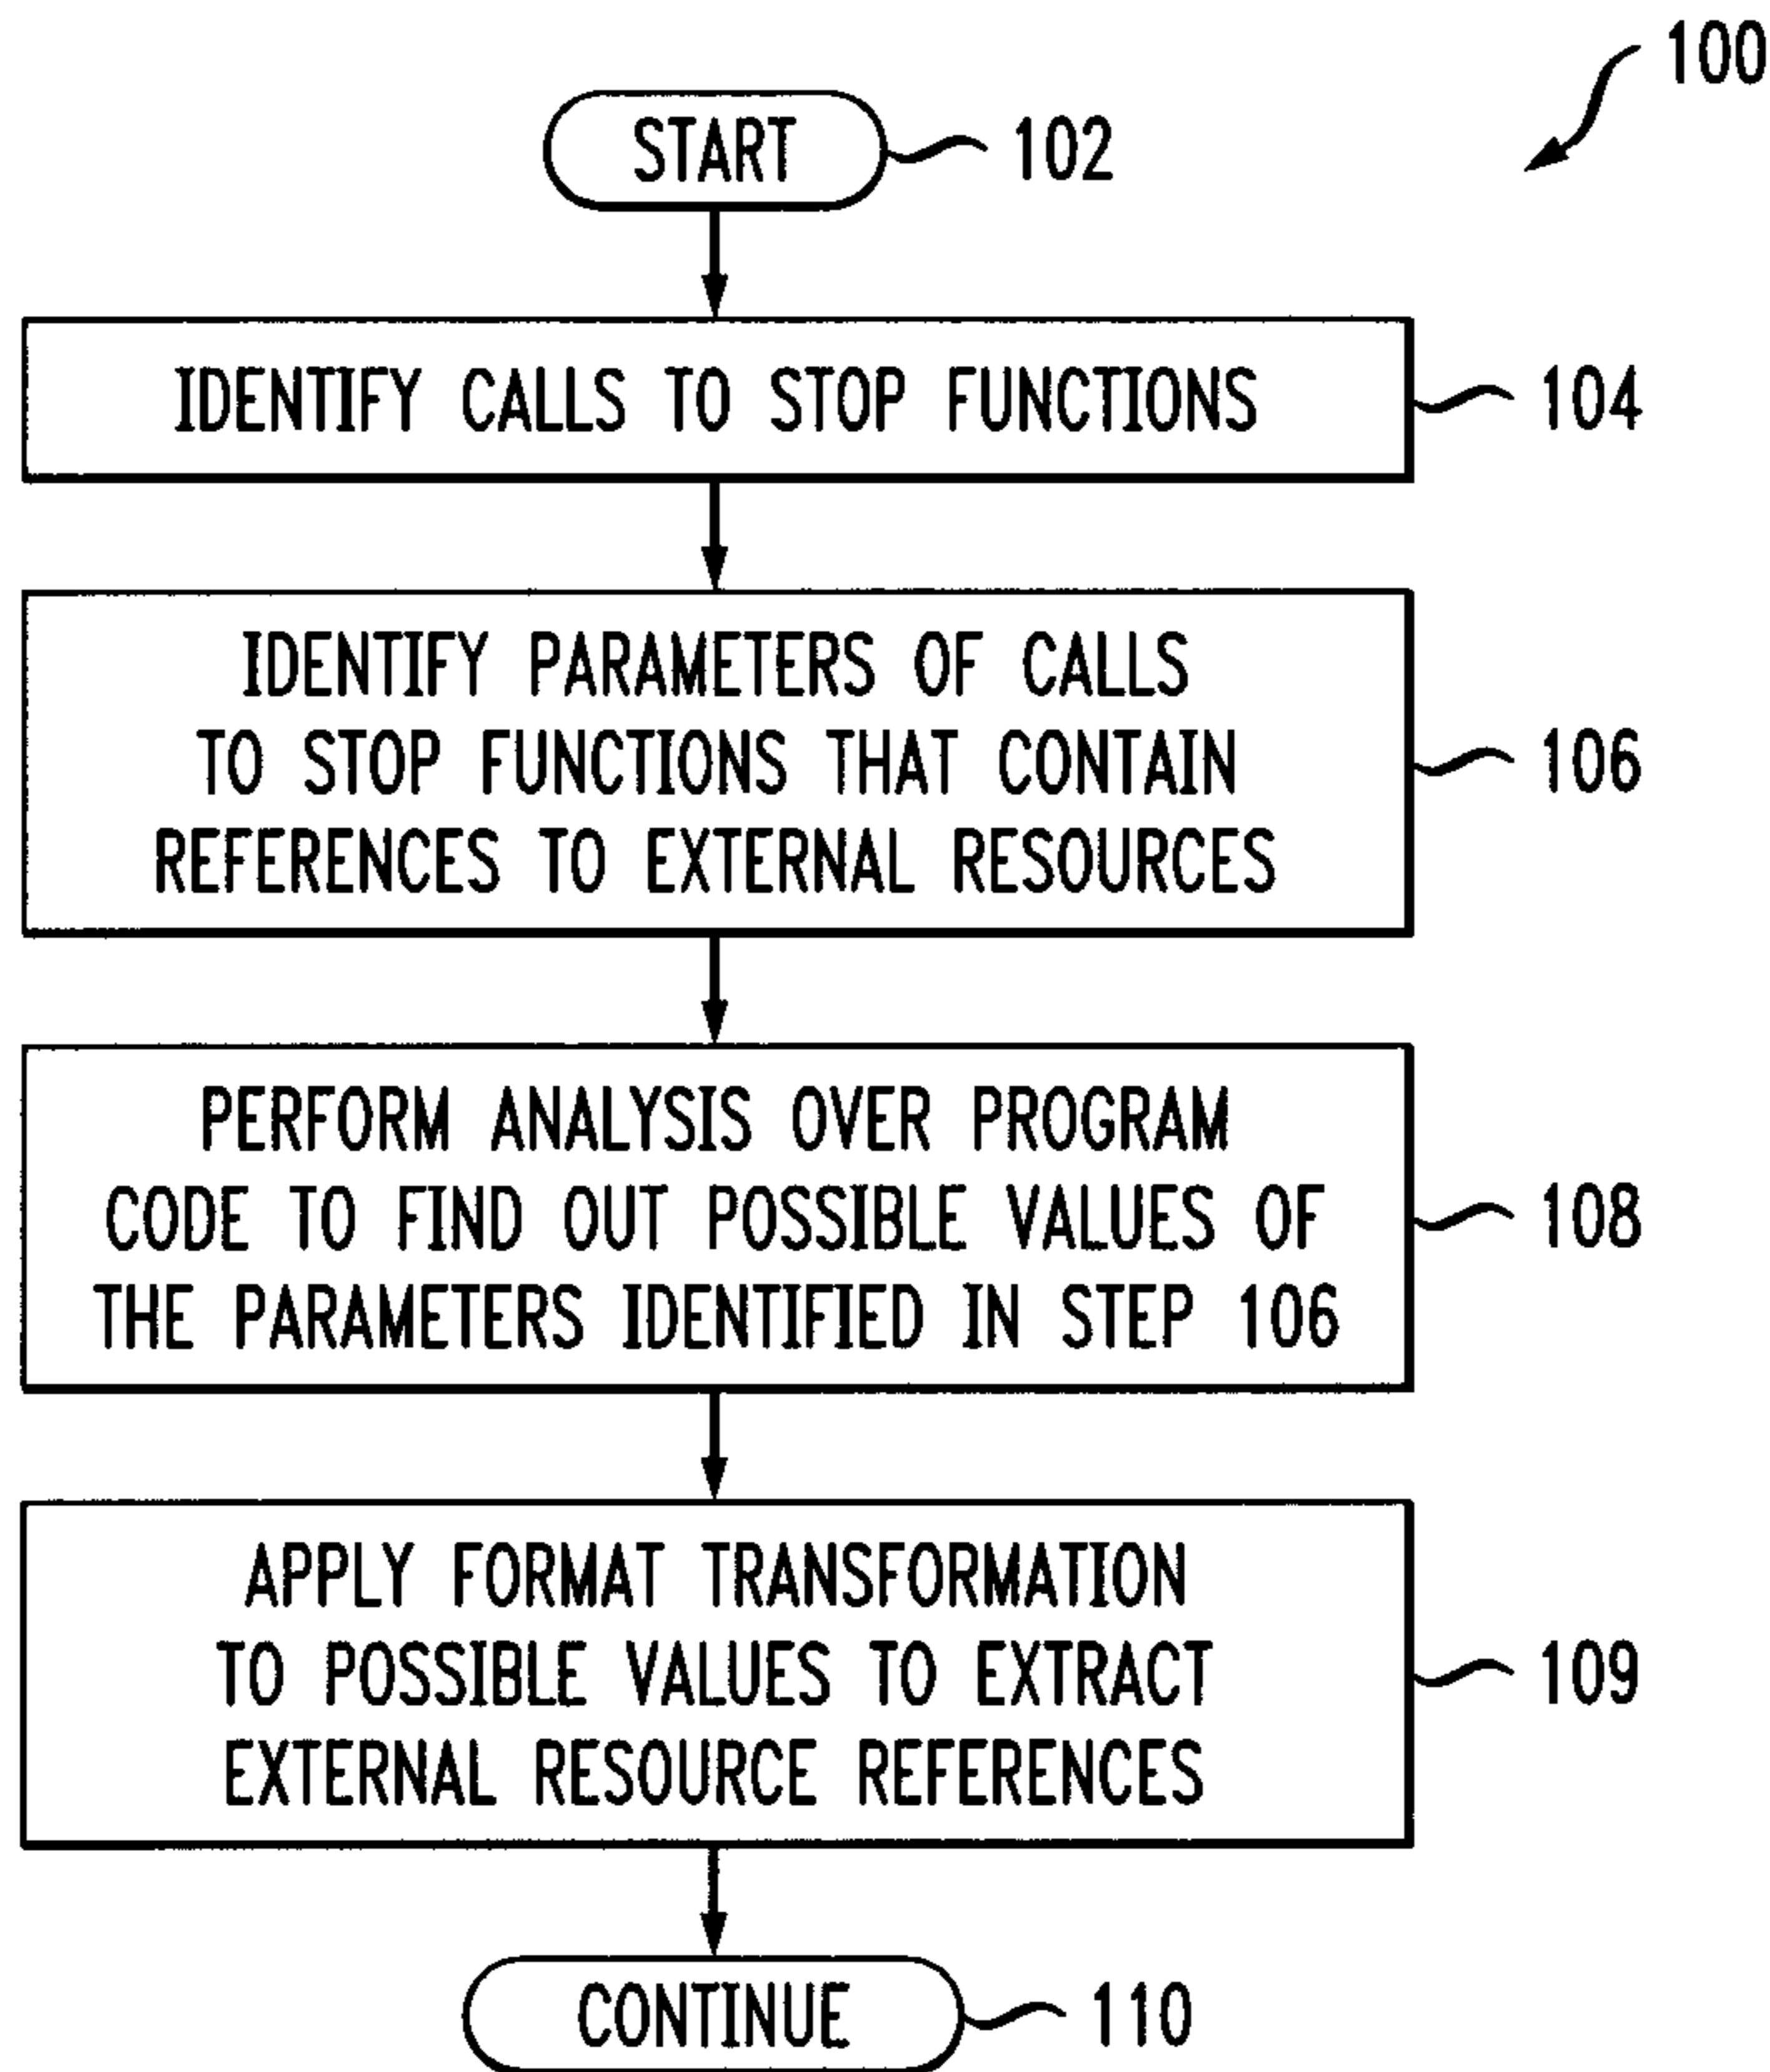 100
START
102
IDENTIFY CALLS TO STOP FUNCTIONS
104
IDENTIFY PARAMETERS OF CALLS
TO STOP FUNCTIONS THAT CONTAIN
REFERENCES TO EXTERNAL RESOURCES
106
PERFORM ANALYSIS OVER PROGRAM
CODE TO FIND OUT POSSIBLE VALUES OF
THE PARAMETERS IDENTIFIED IN STEP 106
108
APPLY FORMAT TRANSFORMATION
TO POSSIBLE VALUES TO EXTRACT
EXTERNAL RESOURCE REFERENCES
109
CONTINUE
110